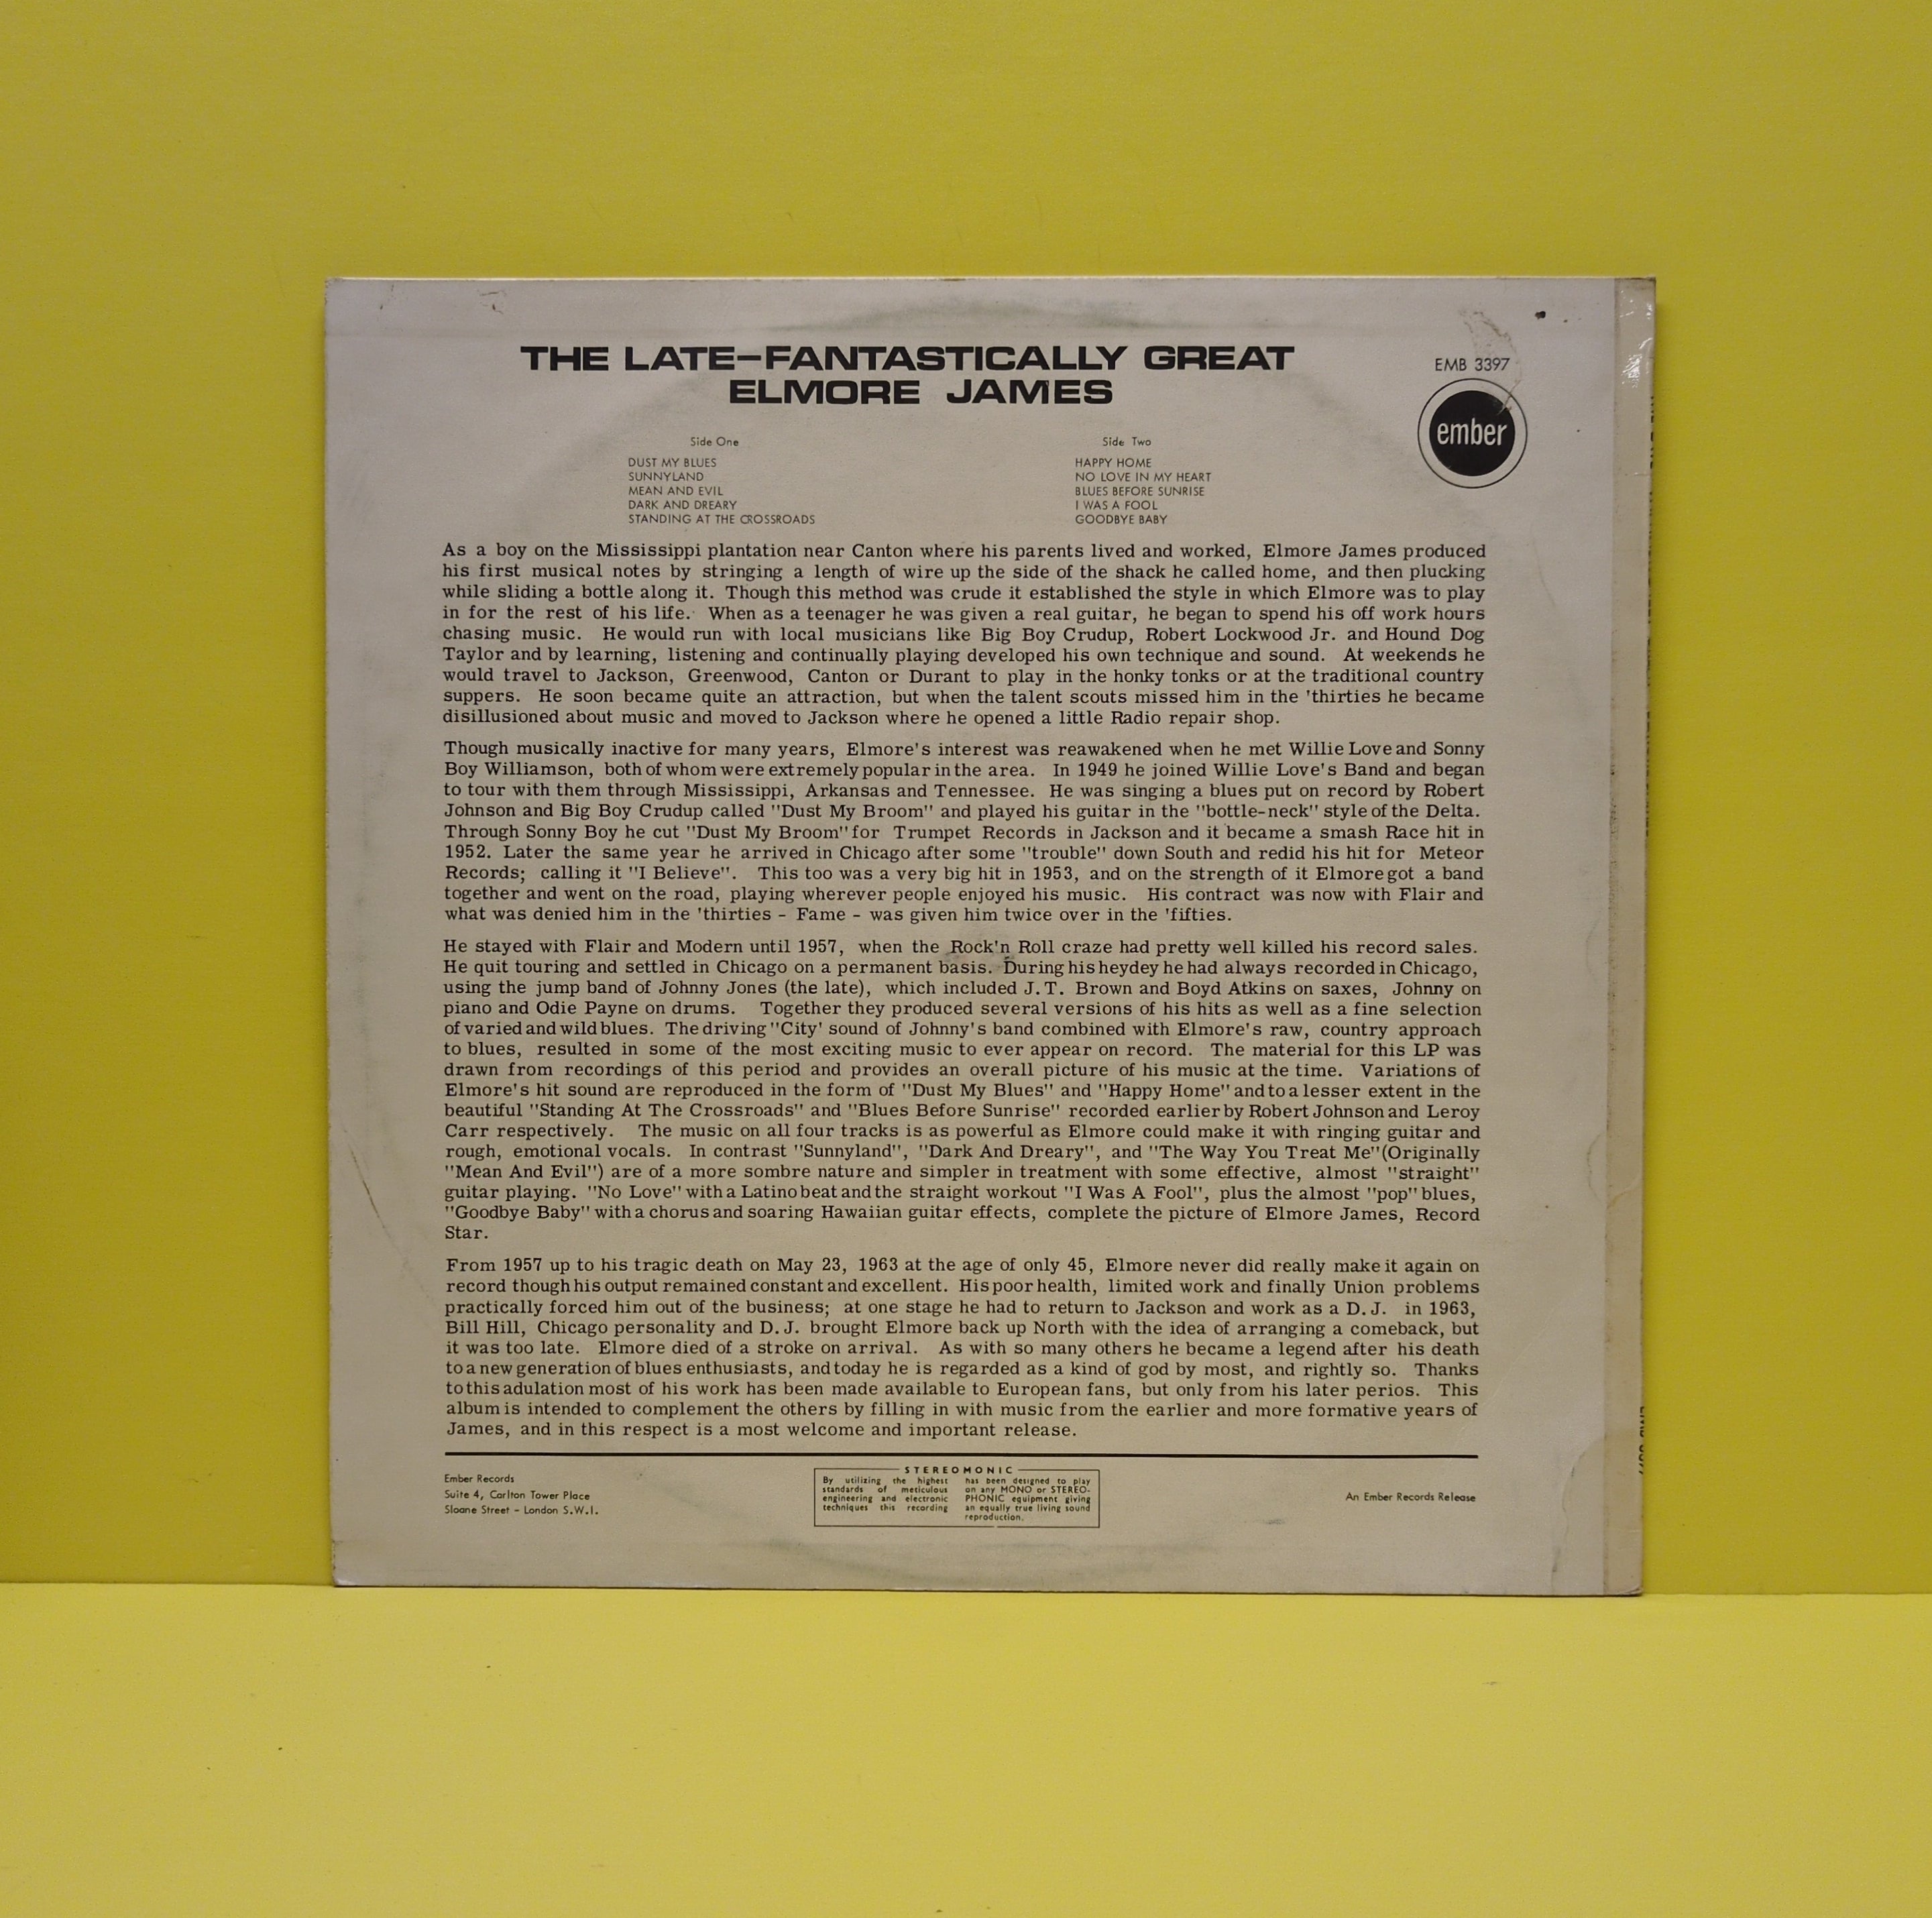 THE LATE-FANTASTICALLY GREAT
ELMORE JAMES
EMB 3397
ember
Side One
DUST MY BLUES
SUNNYLAND
MEAN AND EVIL
DARK AND DREARY
STANDING AT THE CROSSROADS
Side Two
HAPPY HOME
NO LOVE IN MY HEART
BLUES BEFORE SUNRISE
I WAS A FOOL
GOODBYE BABY
As a boy on the Mississippi plantation near Canton where his parents lived and worked, Elmore James produced
his first musical notes by stringing a length of wire up the side of the shack he called home, and then plucking
while sliding a bottle along it. Though this method was crude it established the style in which Elmore was to play
in for the rest of his life. When as a teenager he was given a real guitar, he began to spend his off work hours
chasing music. He would run with local musicians like Big Boy Crudup, Robert Lockwood Jr. and Hound Dog
Taylor and by learning, listening and continually playing developed his own technique and sound. At weekends he
would travel to Jackson, Greenwood, Canton or Durant to play in the honky tonks or at the traditional country
suppers. He soon became quite an attraction, but when the talent scouts missed him in the 'thirties he became
disillusioned about music and moved to Jackson where he opened a little Radio repair shop.
Though musically inactive for many years, Elmore's interest was reawakened when he met Willie Love and Sonny
Boy Williamson, both of whom were extremely popular in the area. In 1949 he joined Willie Love's Band and began
to tour with them through Mississippi, Arkansas and Tennessee. He was singing a blues put on record by Robert
Johnson and Big Boy Crudup called "Dust My Broom" and played his guitar in the "bottle-neck" style of the Delta.
Through Sonny Boy he cut "Dust My Broom" for Trumpet Records in Jackson and it became a smash Race hit in
1952. Later the same year he arrived in Chicago after some "trouble" down South and redid his hit for Meteor
Records; calling it "I Believe". This too was a very big hit in 1953, and on the strength of it Elmore got a band
together and went on the road, playing wherever people enjoyed his music. His contract was now with Flair and
what was denied him in the 'thirties - Fame - was given him twice over in the 'fifties.
He stayed with Flair and Modern until 1957, when the Rock'n Roll craze had pretty well killed his record sales.
He quit touring and settled in Chicago on a permanent basis. During his heydey he had always recorded in Chicago,
using the jump band of Johnny Jones (the late), which included J.T. Brown and Boyd Atkins on saxes, Johnny on
piano and Odie Payne on drums. Together they produced several versions of his hits as well as a fine selection
of varied and wild blues. The driving "City' sound of Johnny's band combined with Elmore's raw, country approach
to blues, resulted in some of the most exciting music to ever appear on record. The material for this LP was
drawn from recordings of this period and provides an overall picture of his music at the time. Variations of
Elmore's hit sound are reproduced in the form of "Dust My Blues" and "Happy Home" and to a lesser extent in the
beautiful "Standing At The Crossroads" and "Blues Before Sunrise" recorded earlier by Robert Johnson and Leroy
Carr respectively. The music on all four tracks is as powerful as Elmore could make it with ringing guitar and
rough, emotional vocals. In contrast "Sunnyland", "Dark And Dreary", and "The Way You Treat Me" (Originally
"Mean And Evil") are of a more sombre nature and simpler in treatment with some effective, almost "straight"
guitar playing. "No Love" with a Latino beat and the straight workout "I Was A Fool", plus the almost "pop" blues,
"Goodbye Baby" with a chorus and soaring Hawaiian guitar effects, complete the picture of Elmore James, Record
Star.
From 1957 up to his tragic death on May 23, 1963 at the age of only 45, Elmore never did really make it again on
record though his output remained constant and excellent. His poor health, limited work and finally Union problems
practically forced him out of the business; at one stage he had to return to Jackson and work as a D.J. in 1963,
Bill Hill, Chicago personality and D.J. brought Elmore back up North with the idea of arranging a comeback, but
it was too late. Elmore died of a stroke on arrival. As with so many others he became a legend after his death
to a new generation of blues enthusiasts, and today he is regarded as a kind of god by most, and rightly so. Thanks
to this adulation most of his work has been made available to European fans, but only from his later perios. This
album is intended to complement the others by filling in with music from the earlier and more formative years of
James, and in this respect is a most welcome and important release.
Ember Records
Suite 4, Carlton Tower Place
Sloane Street - London S.W.1.
STEREOMONIC
By utilizing the highest
standards of meticulous
engineering and electronic
techniques this recording
has been designed to play
on any MONO or STEREO-
PHONIC equipment giving
an equally true living sound
reproduction.
An Ember Records Release